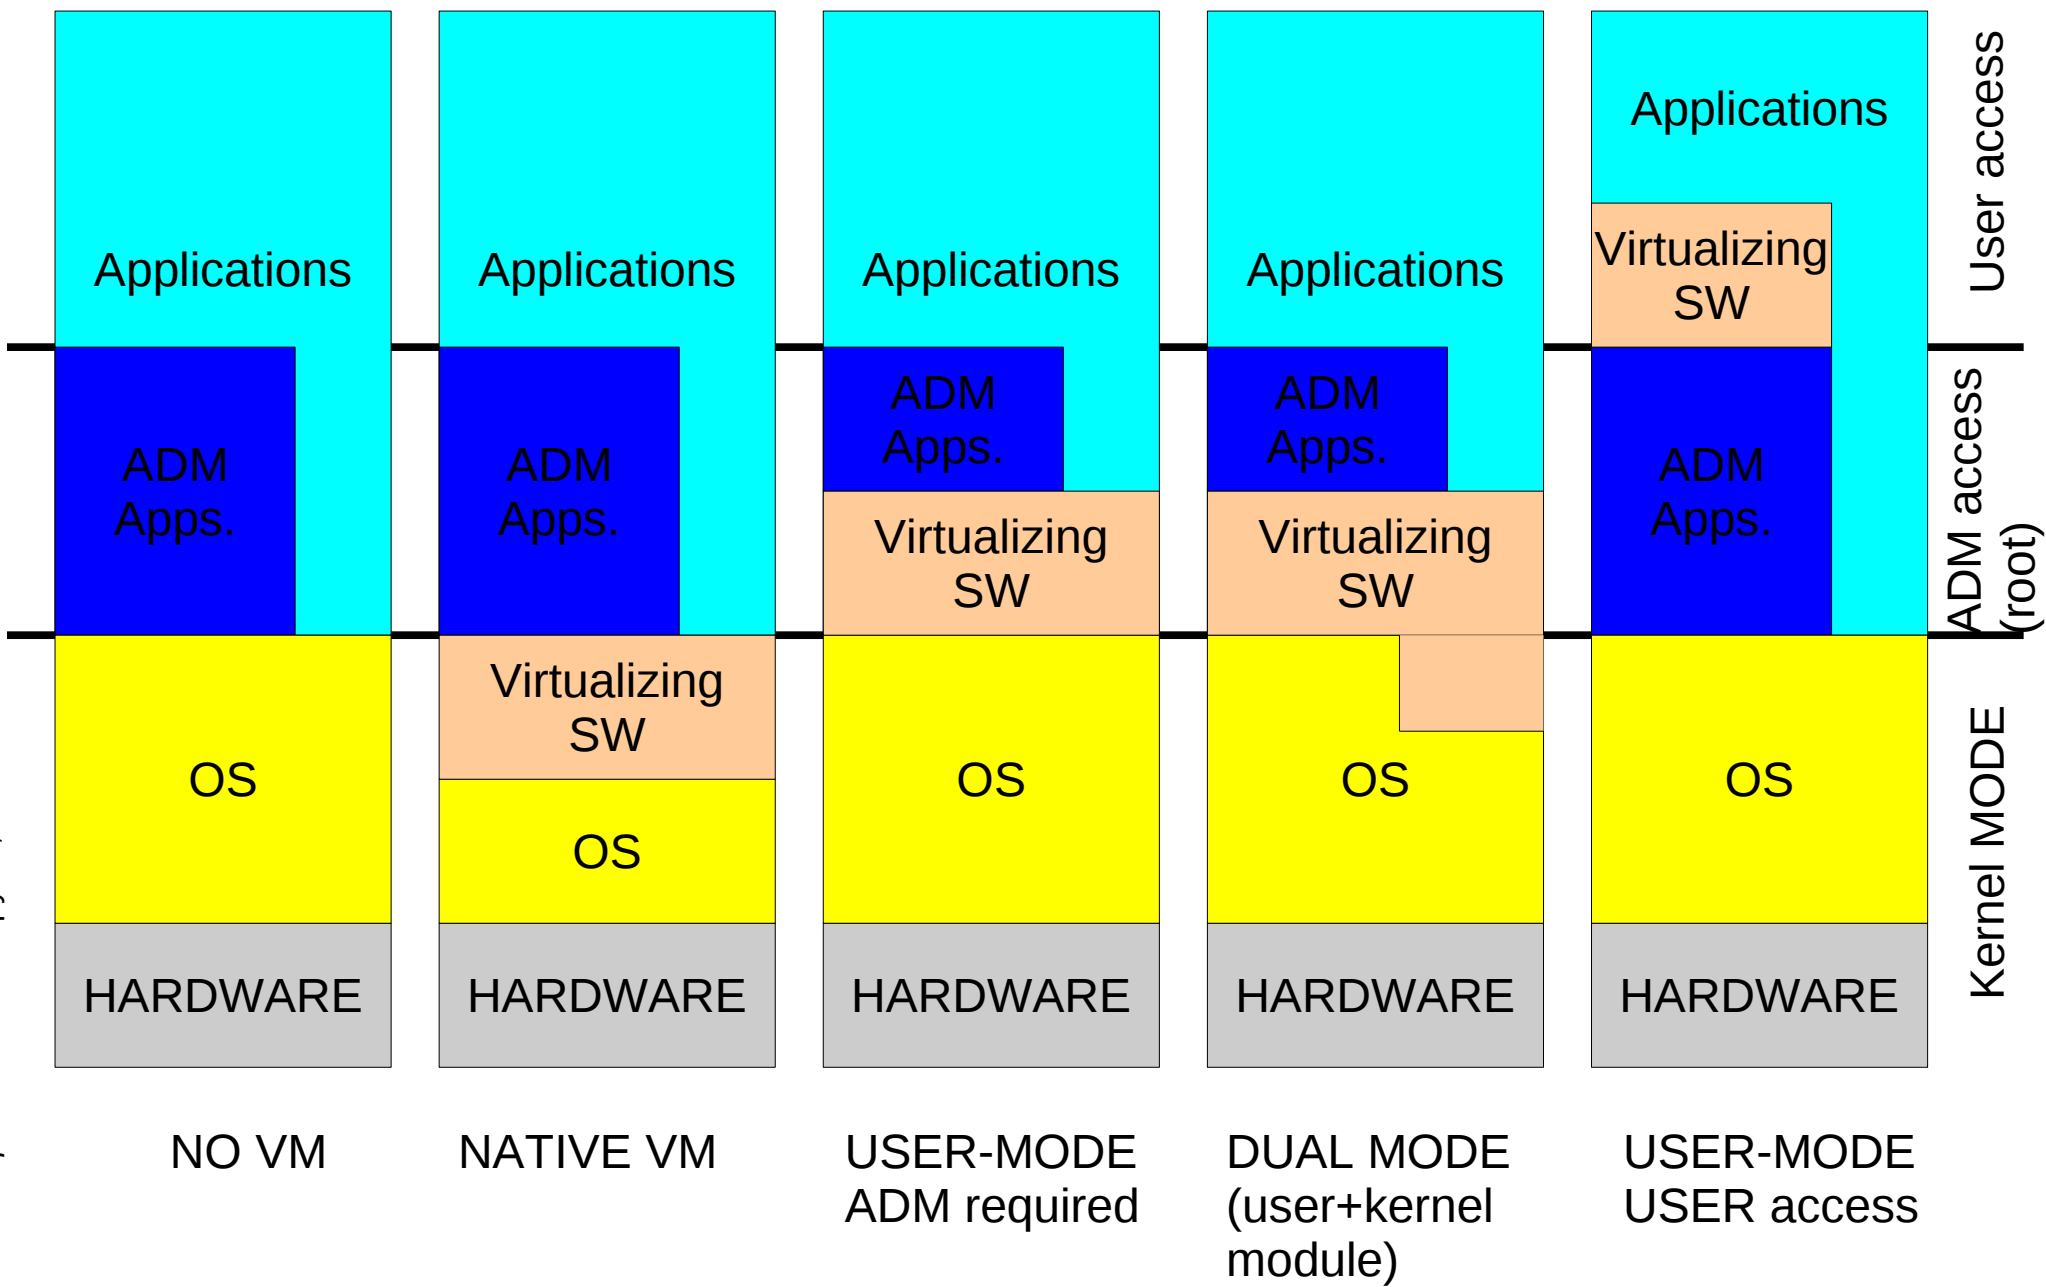 Applications
ADM
Apps.
OS
HARDWARE
NO VM
Applications
ADM
Apps.
Virtualizing
SW
OS
HARDWARE
NATIVE VM
Applications
ADM
Apps.
Virtualizing
SW
OS
HARDWARE
USER-MODE
ADM required
Applications
ADM
Apps.
Virtualizing
SW
OS
HARDWARE
DUAL MODE
(user+kernel
module)
Applications
Virtualizing
SW
ADM
Apps.
OS
HARDWARE
USER-MODE
USER access
User access
ADM access
(root)
Kernel MODE